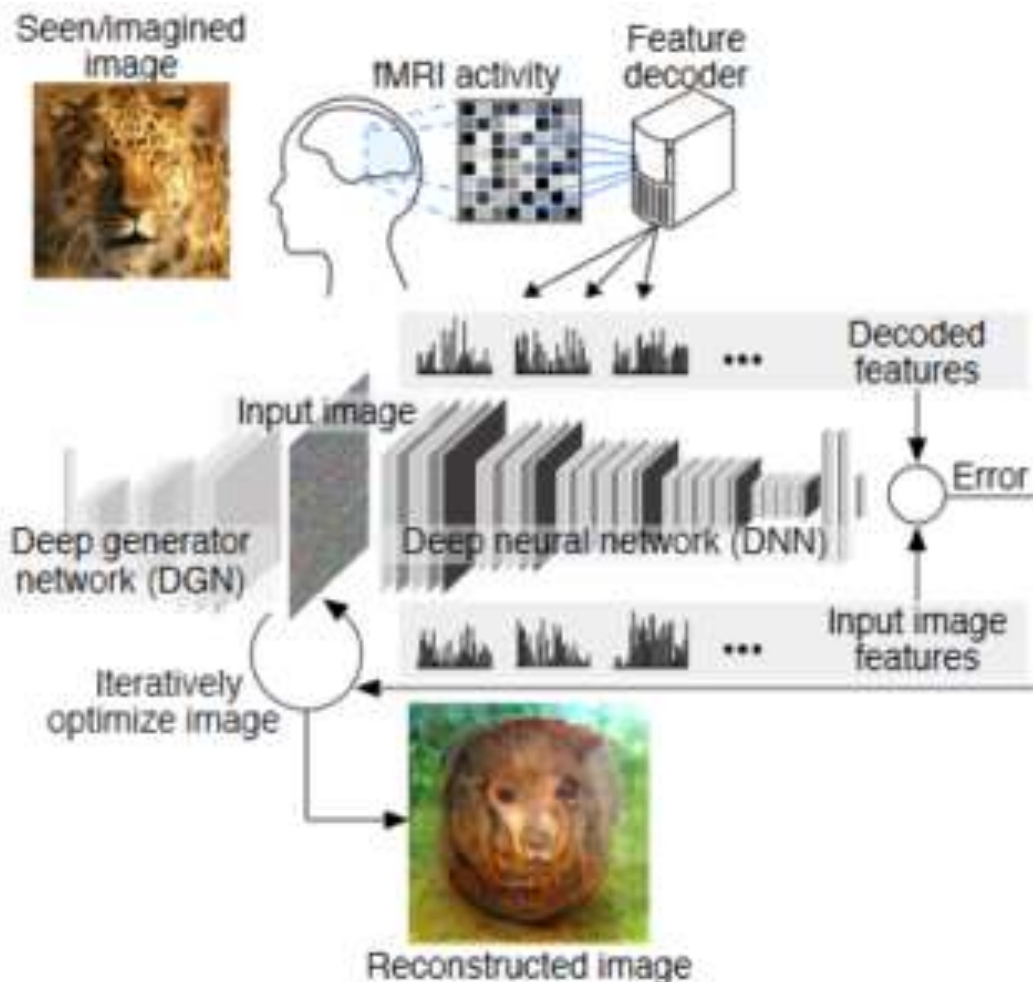 Seen/Imagined
image
fMRI activity
Feature
decoder
Decoded
features
Input image
Error
Deep generator
network (DGN)
Deep neural network (DNN)
Input image
features
Iteratively
optimize image
Reconstructed image